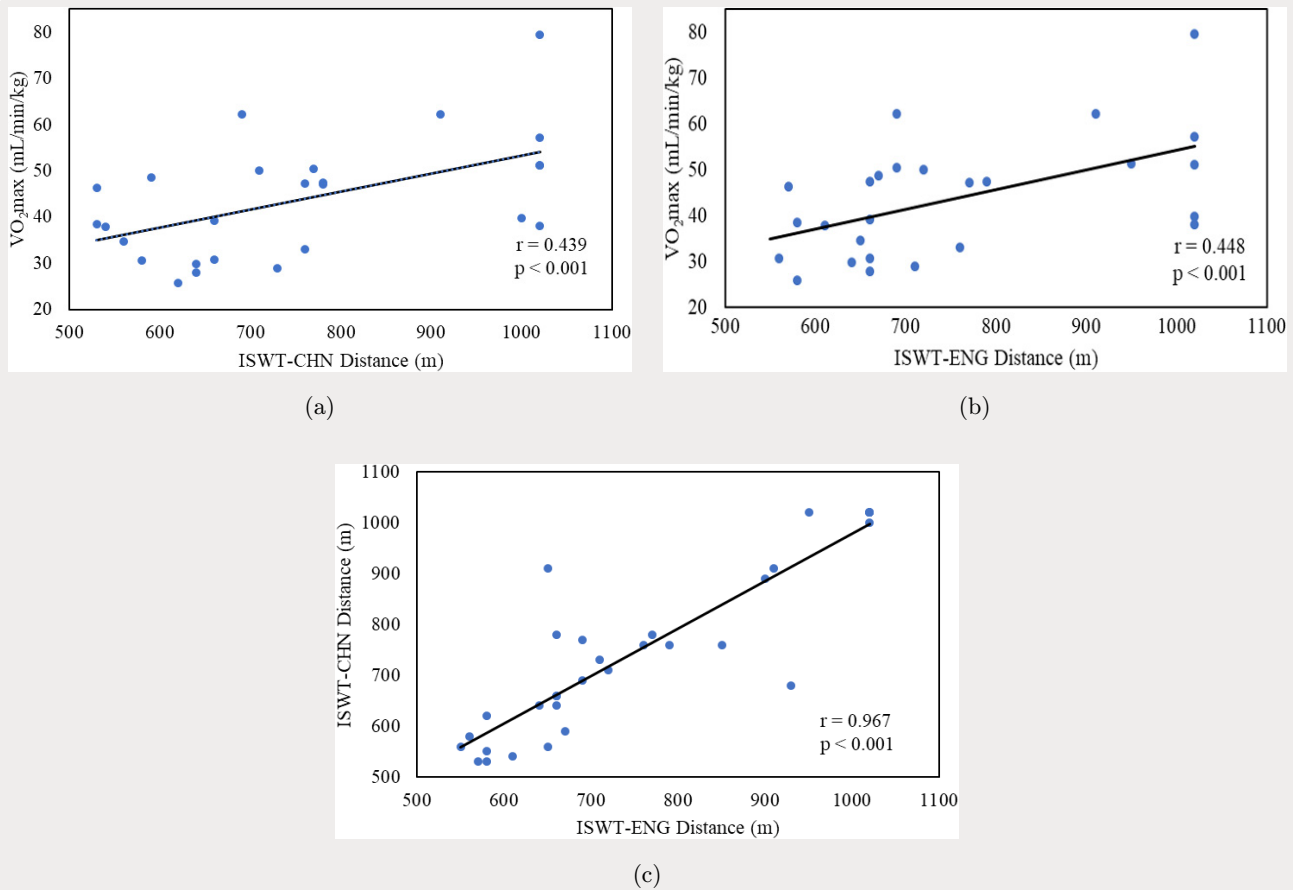 80
70
60
50
40
30
20
VO₂max (mL/min/kg)
r = 0.439
p < 0.001
500 600 700 800 900 1000 1100
ISWT-CHN Distance (m)
(a)
80
70
60
50
40
30
20
VO₂max (mL/min/kg)
r = 0.448
p < 0.001
500 600 700 800 900 1000 1100
ISWT-ENG Distance (m)
(b)
1100
1000
900
800
700
600
500
ISWT-CHN Distance (m)
r = 0.967
p < 0.001
500 600 700 800 900 1000 1100
ISWT-ENG Distance (m)
(c)